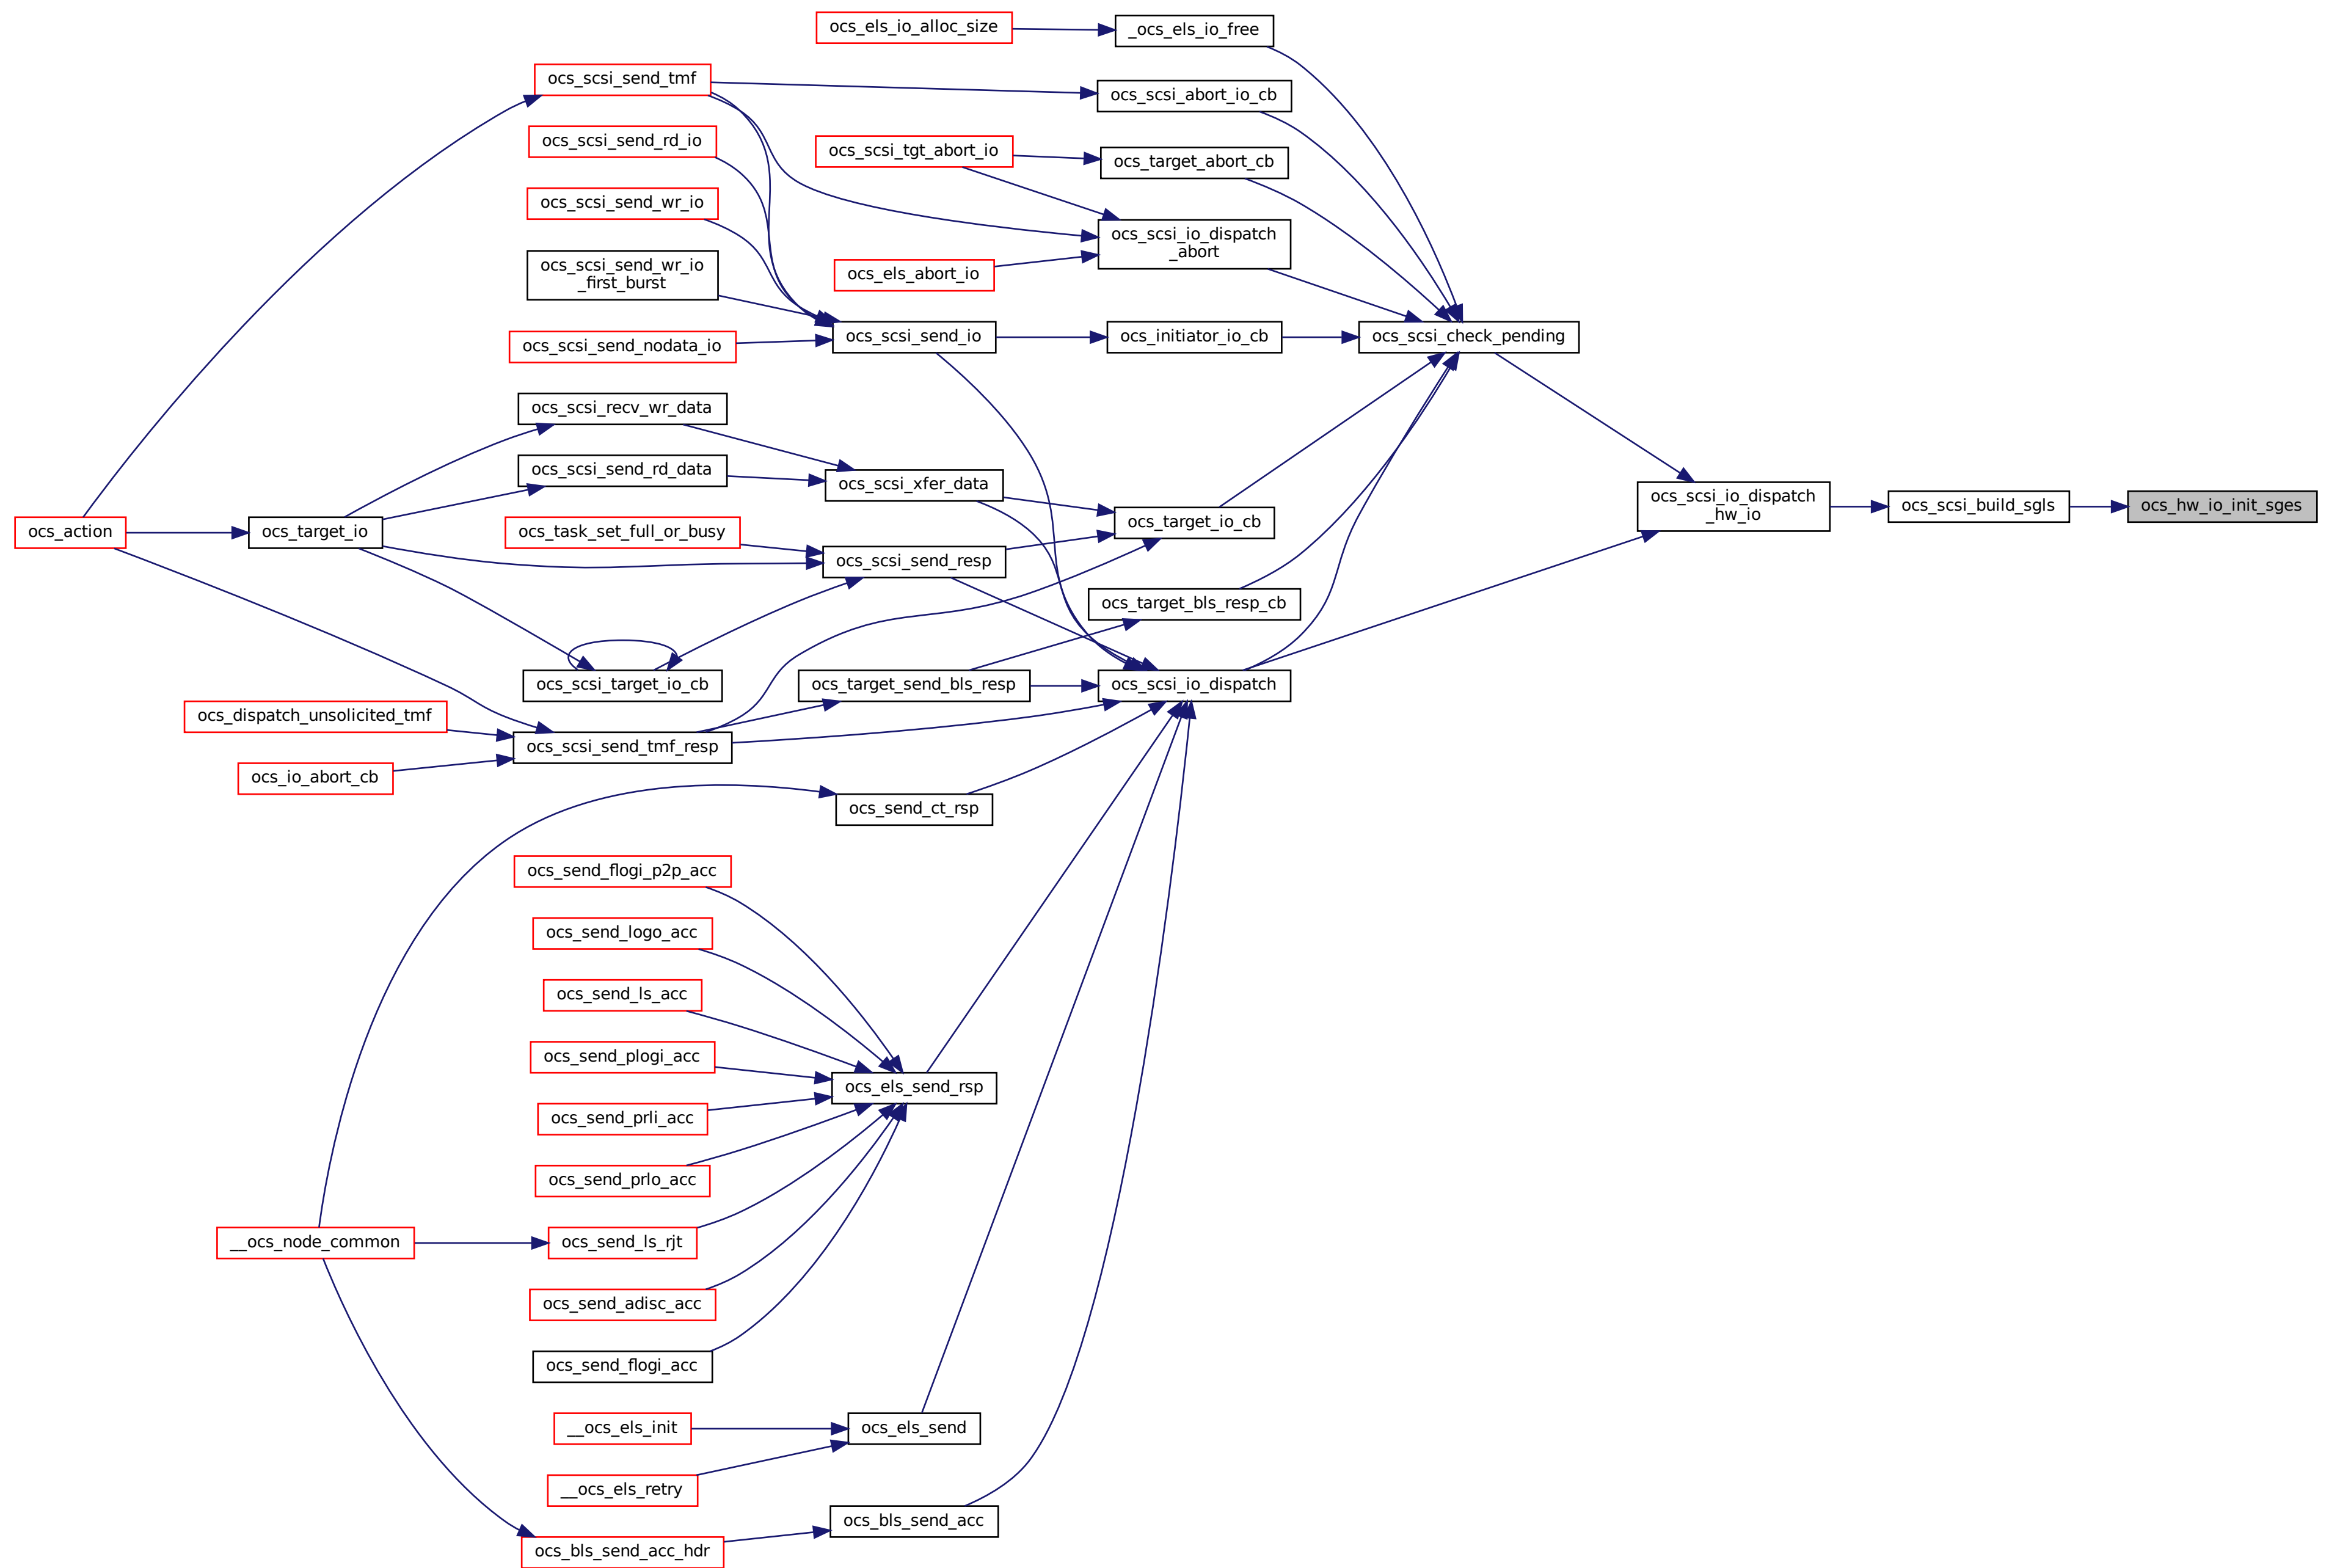 ocs_els_io_alloc_size
_ocs_els_io_free
ocs_scsi_send_tmf
ocs_scsi_abort_io_cb
ocs_scsi_send_rd_io
ocs_scsi_tgt_abort_io
ocs_target_abort_cb
ocs_scsi_send_wr_io
ocs_scsi_io_dispatch
_abort
ocs_scsi_send_wr_io
_first_burst
ocs_els_abort_io
ocs_scsi_send_nodata_io
ocs_scsi_send_io
ocs_initiator_io_cb
ocs_scsi_check_pending
ocs_scsi_recv_wr_data
ocs_scsi_send_rd_data
ocs_scsi_xfer_data
ocs_scsi_io_dispatch
_hw_io
ocs_scsi_build_sgls
ocs_hw_io_init_sges
ocs_action
ocs_target_io
ocs_task_set_full_or_busy
ocs_target_io_cb
ocs_scsi_send_resp
ocs_target_bls_resp_cb
ocs_scsi_target_io_cb
ocs_target_send_bls_resp
ocs_scsi_io_dispatch
ocs_dispatch_unsolicited_tmf
ocs_scsi_send_tmf_resp
ocs_io_abort_cb
ocs_send_ct_rsp
ocs_send_flogi_p2p_acc
ocs_send_logo_acc
ocs_send_ls_acc
ocs_send_plogi_acc
ocs_els_send_rsp
ocs_send_prli_acc
ocs_send_prlo_acc
__ocs_node_common
ocs_send_ls_rjt
ocs_send_adisc_acc
ocs_send_flogi_acc
__ocs_els_init
ocs_els_send
__ocs_els_retry
ocs_bls_send_acc
ocs_bls_send_acc_hdr